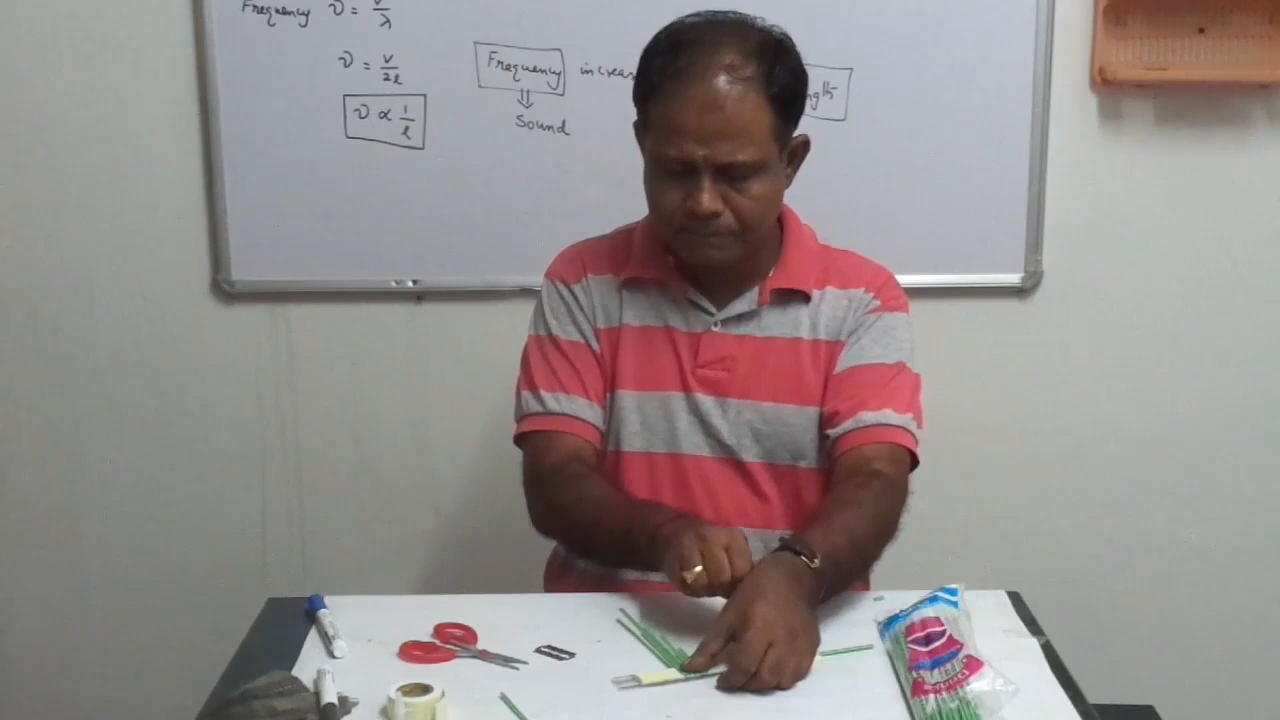 Frequency ν = v/λ
ν = v/2l
ν ∝ 1/l
Frequency increas
⇓
Sound
ngth